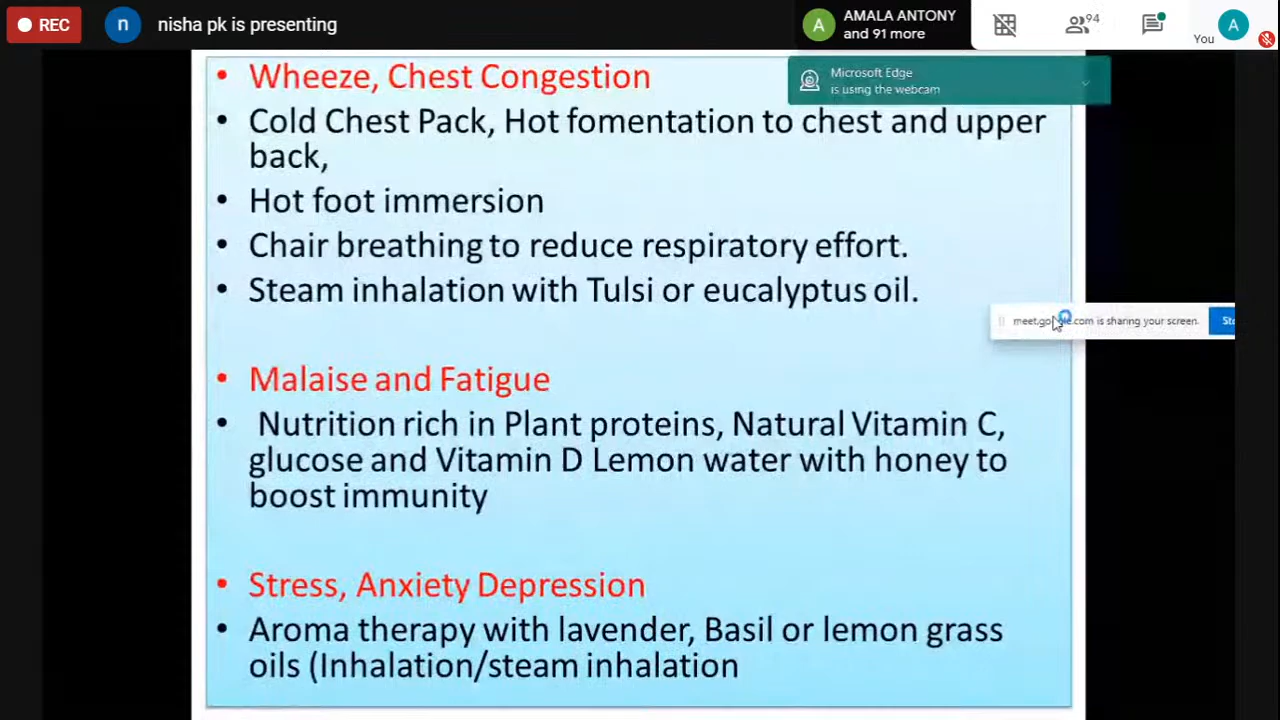 REC
n
nisha pk is presenting
A
AMALA ANTONY
and 91 more
94
You
A
Microsoft Edge
is using the webcam
• Wheeze, Chest Congestion
• Cold Chest Pack, Hot fomentation to chest and upper
back,
• Hot foot immersion
• Chair breathing to reduce respiratory effort.
• Steam inhalation with Tulsi or eucalyptus oil.
meet.google.com is sharing your screen.
• Malaise and Fatigue
• Nutrition rich in Plant proteins, Natural Vitamin C,
glucose and Vitamin D Lemon water with honey to
boost immunity
• Stress, Anxiety Depression
• Aroma therapy with lavender, Basil or lemon grass
oils (Inhalation/steam inhalation